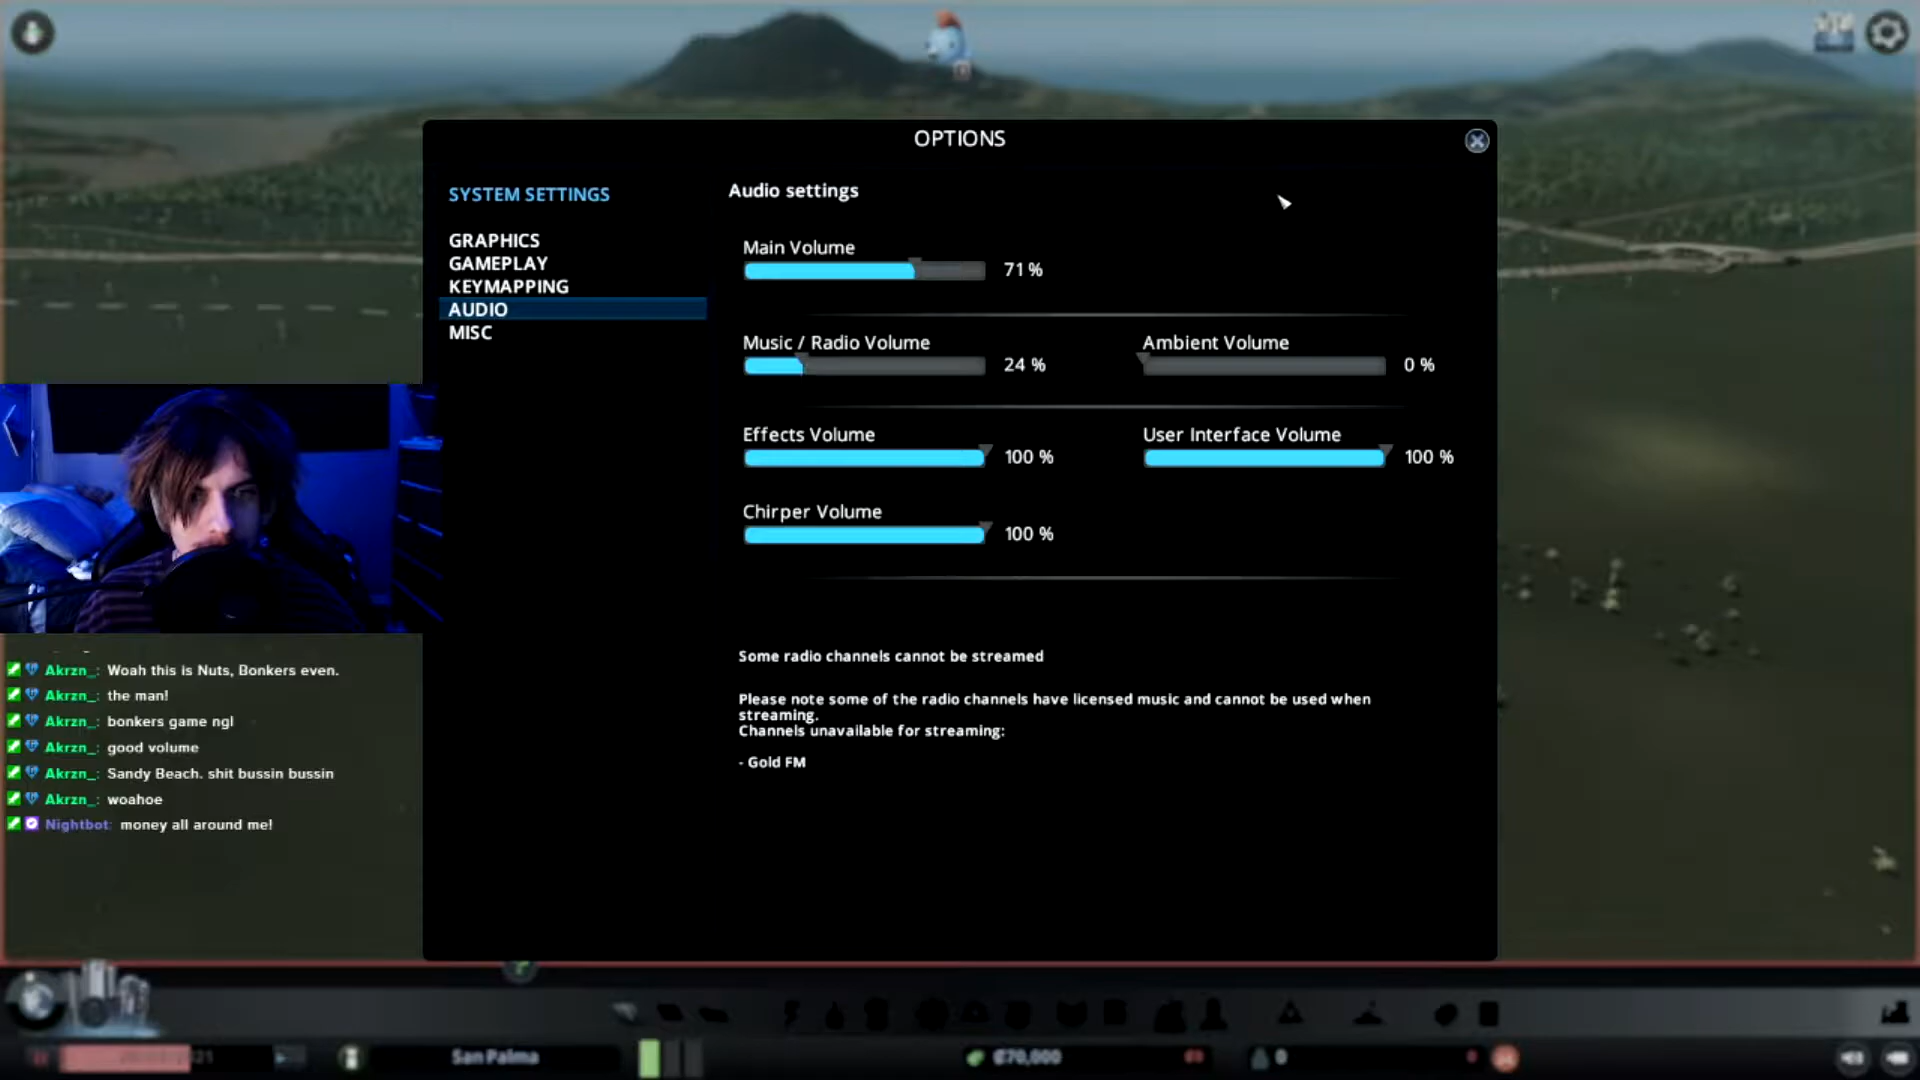 OPTIONS
SYSTEM SETTINGS
GRAPHICS
GAMEPLAY
KEYMAPPING
AUDIO
MISC
Audio settings
Main Volume
71 %
Music / Radio Volume
24 %
Ambient Volume
0 %
Effects Volume
100 %
User Interface Volume
100 %
Chirper Volume
100 %
Some radio channels cannot be streamed
Please note some of the radio channels have licensed music and cannot be used when
streaming.
Channels unavailable for streaming:
- Gold FM
Akrzn_: Woah this is Nuts, Bonkers even.
Akrzn_: the man!
Akrzn_: bonkers game ngl
Akrzn_: good volume
Akrzn_: Sandy Beach. shit bussin bussin
Akrzn_: woahoe
Nightbot: money all around me!
San Palma
₡70,000
0